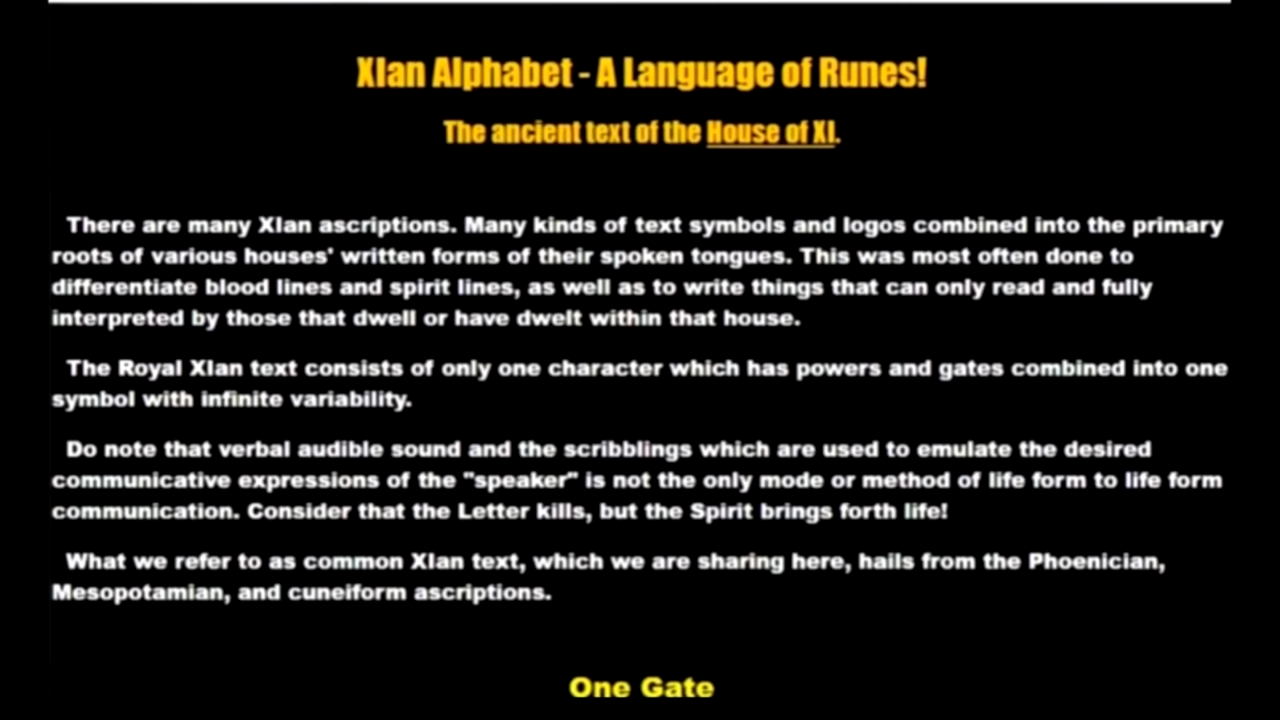 XIan Alphabet - A Language of Runes!
The ancient text of the House of XI.
There are many XIan ascriptions. Many kinds of text symbols and logos combined into the primary
roots of various houses' written forms of their spoken tongues. This was most often done to
differentiate blood lines and spirit lines, as well as to write things that can only read and fully
interpreted by those that dwell or have dwelt within that house.
The Royal XIan text consists of only one character which has powers and gates combined into one
symbol with infinite variability.
Do note that verbal audible sound and the scribblings which are used to emulate the desired
communicative expressions of the "speaker" is not the only mode or method of life form to life form
communication. Consider that the Letter kills, but the Spirit brings forth life!
What we refer to as common XIan text, which we are sharing here, hails from the Phoenician,
Mesopotamian, and cuneiform ascriptions.
One Gate